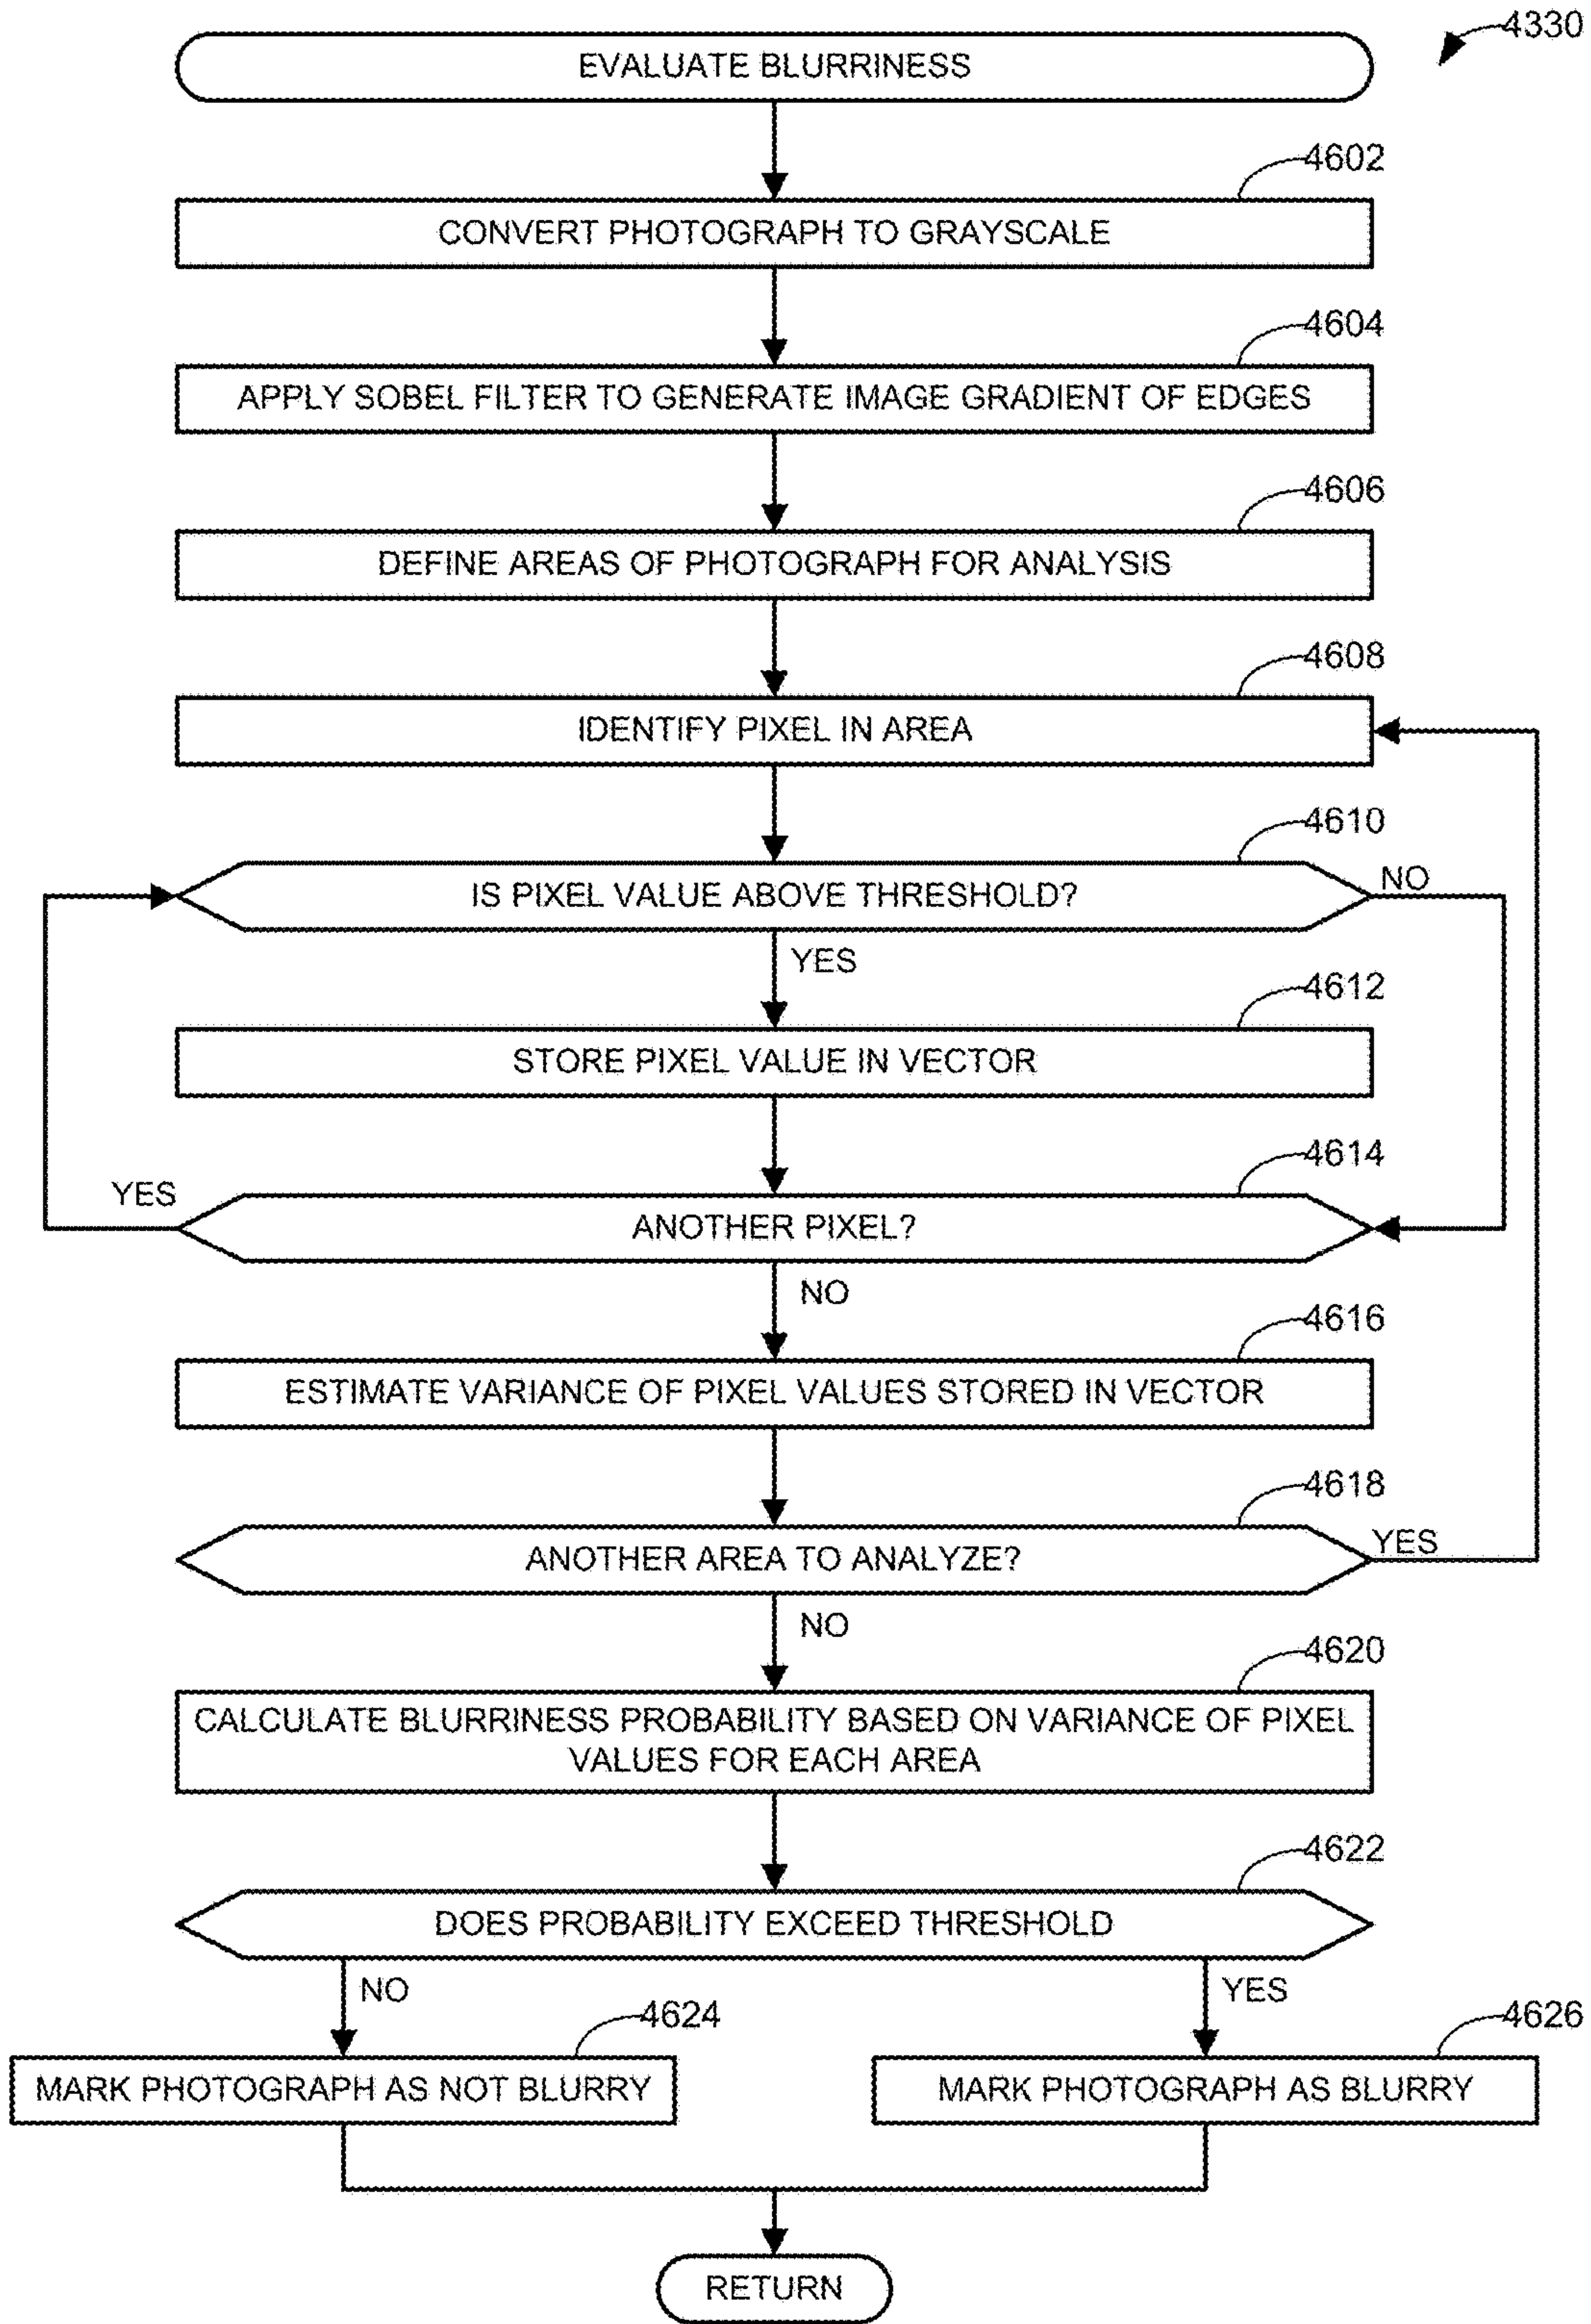 4330
EVALUATE BLURRINESS
4602
CONVERT PHOTOGRAPH TO GRAYSCALE
4604
APPLY SOBEL FILTER TO GENERATE IMAGE GRADIENT OF EDGES
4606
DEFINE AREAS OF PHOTOGRAPH FOR ANALYSIS
4608
IDENTIFY PIXEL IN AREA
4610
IS PIXEL VALUE ABOVE THRESHOLD?
NO
YES
4612
STORE PIXEL VALUE IN VECTOR
4614
YES
ANOTHER PIXEL?
NO
4616
ESTIMATE VARIANCE OF PIXEL VALUES STORED IN VECTOR
4618
ANOTHER AREA TO ANALYZE?
YES
NO
4620
CALCULATE BLURRINESS PROBABILITY BASED ON VARIANCE OF PIXEL
VALUES FOR EACH AREA
4622
DOES PROBABILITY EXCEED THRESHOLD
NO
YES
4624
4626
MARK PHOTOGRAPH AS NOT BLURRY
MARK PHOTOGRAPH AS BLURRY
RETURN